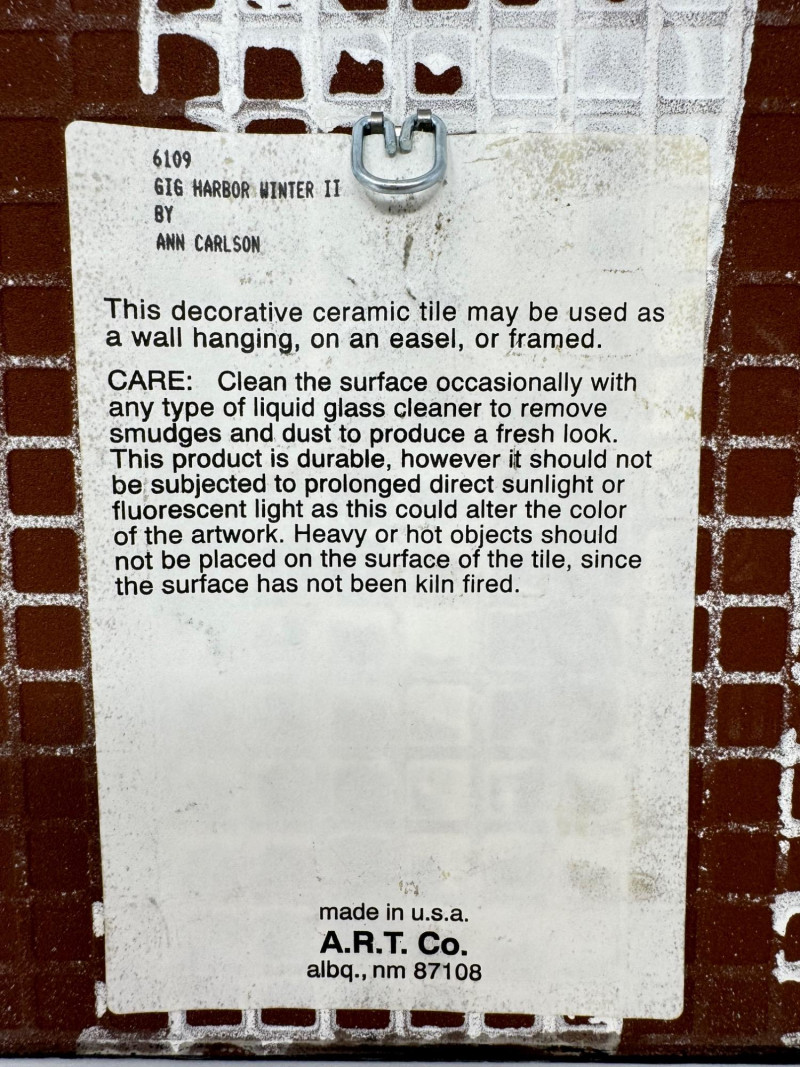 6109
GIG HARBOR WINTER II
BY
ANN CARLSON
This decorative ceramic tile may be used as
a wall hanging, on an easel, or framed.
CARE: Clean the surface occasionally with
any type of liquid glass cleaner to remove
smudges and dust to produce a fresh look.
This product is durable, however it should not
be subjected to prolonged direct sunlight or
fluorescent light as this could alter the color
of the artwork. Heavy or hot objects should
not be placed on the surface of the tile, since
the surface has not been kiln fired.
made in u.s.a.
A.R.T. Co.
albq., nm 87108